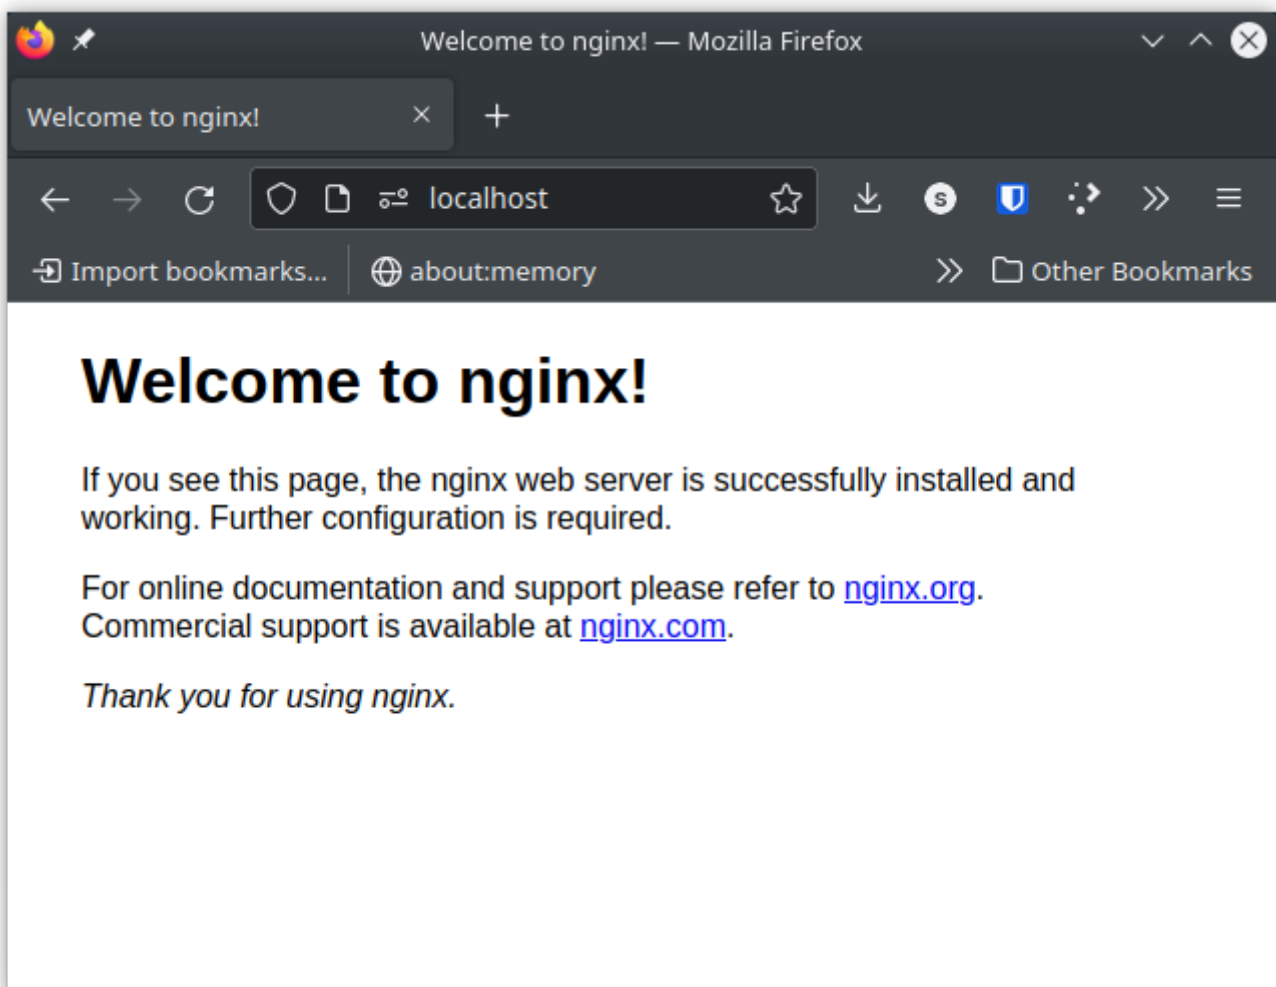 Welcome to nginx! — Mozilla Firefox
Welcome to nginx!
localhost
S
Import bookmarks...
about:memory
Other Bookmarks
Welcome to nginx!
If you see this page, the nginx web server is successfully installed and
working. Further configuration is required.
For online documentation and support please refer to nginx.org.
Commercial support is available at nginx.com.
Thank you for using nginx.